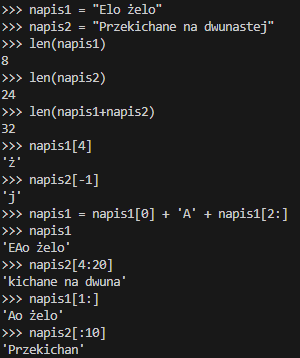 >>> napis1 = "Elo żelo"
>>> napis2 = "Przekichane na dwunastej"
>>> len(napis1)
8
>>> len(napis2)
24
>>> len(napis1+napis2)
32
>>> napis1[4]
'ż'
>>> napis2[-1]
'j'
>>> napis1 = napis1[0] + 'A' + napis1[2:]
>>> napis1
'EAo żelo'
>>> napis2[4:20]
'kichane na dwuna'
>>> napis1[1:]
'Ao żelo'
>>> napis2[:10]
'Przekichan'